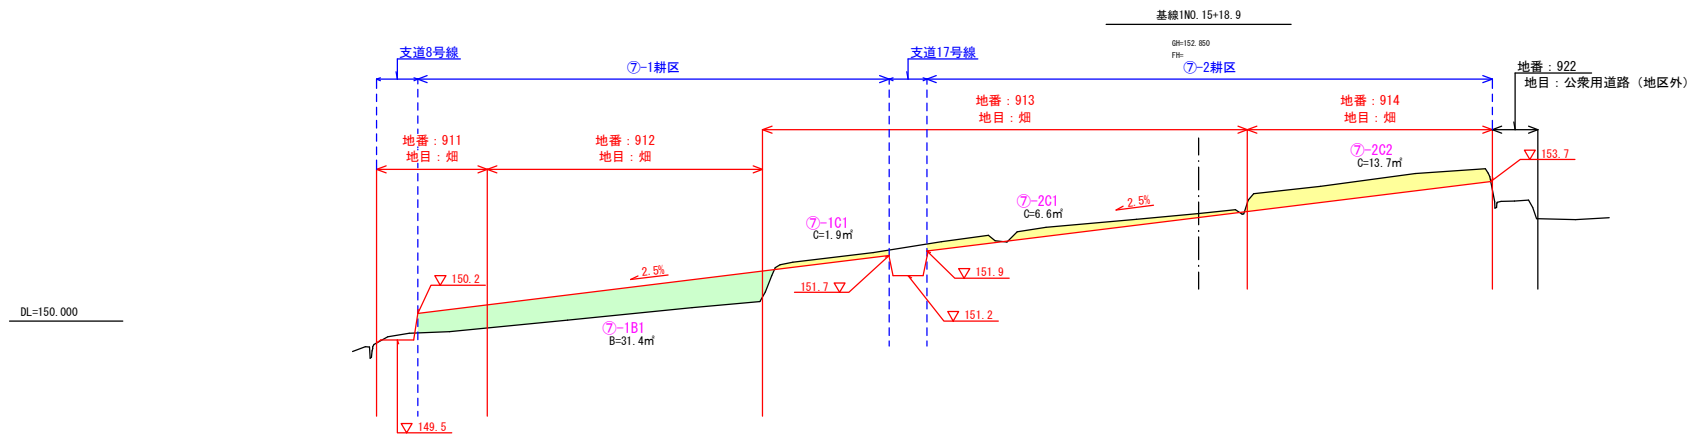 基線1NO.15+18.9
GH=152.850
FH=
支道8号線
⑦-1耕区
支道17号線
⑦-2耕区
地番：922
地目：公衆用道路（地区外）
地番：911
地目：畑
地番：912
地目：畑
地番：913
地目：畑
地番：914
地目：畑
⑦-2C2
C=13.7㎡
153.7
⑦-2C1
C=6.6㎡
2.5%
⑦-1C1
C=1.9㎡
2.5%
150.2
151.7
151.9
151.2
DL=150.000
⑦-1B1
B=31.4㎡
149.5